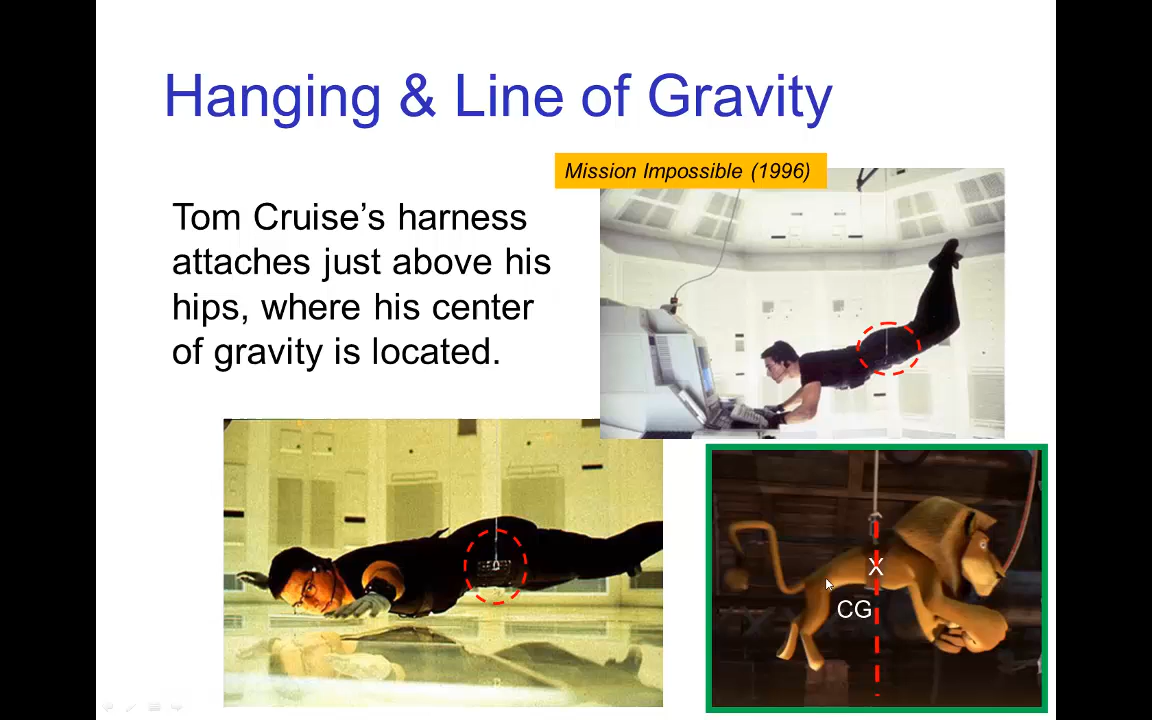 Hanging & Line of Gravity
Mission Impossible (1996)
Tom Cruise’s harness
attaches just above his
hips, where his center
of gravity is located.
X
CG